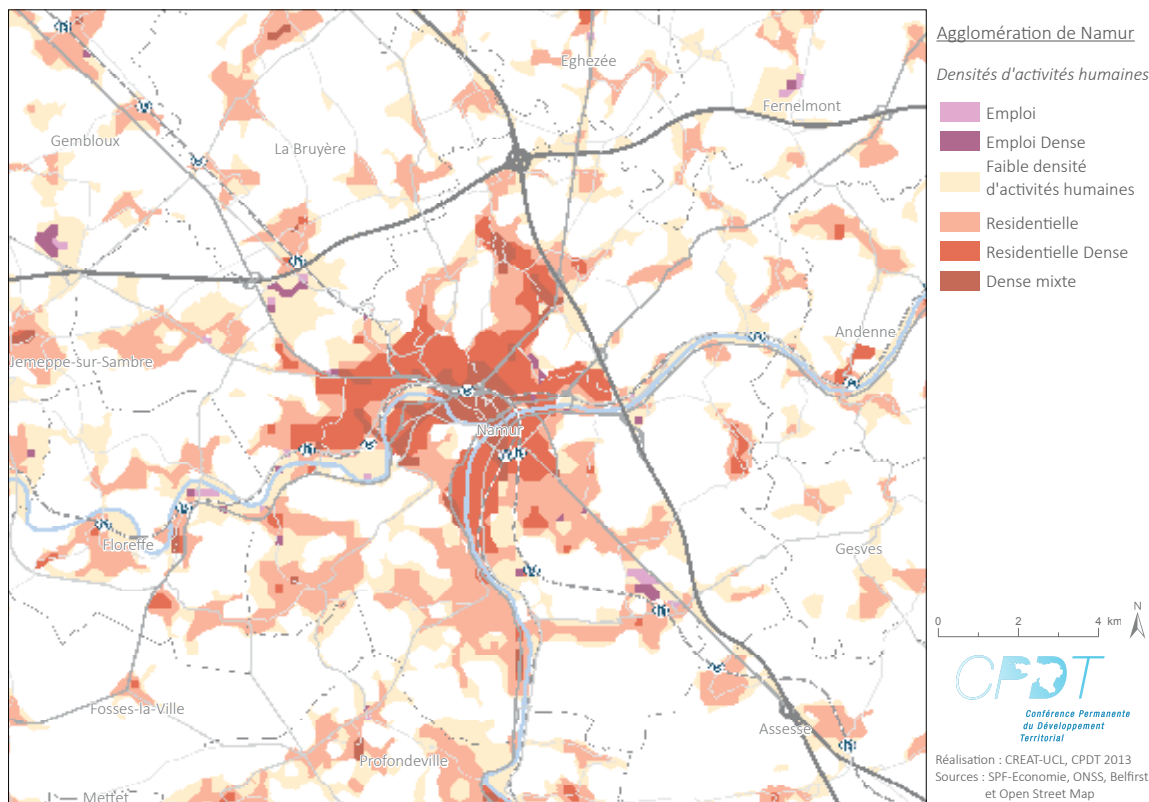 Agglomération de Namur
Densités d'activités humaines
Emploi
Emploi Dense
Faible densité
d'activités humaines
Residentielle
Residentielle Dense
Dense mixte
Eghezée
Fernelmont
Gembloux
La Bruyère
Andenne
Jemeppe-sur-Sambre
Namur
Floreffe
Gesves
Fosses-la-Ville
Assesse
Profondeville
Mettet
N
0 2 4 km
CPDT
Conférence Permanente
du Développement
Territorial
Réalisation : CREAT-UCL, CPDT 2013
Sources : SPF-Economie, ONSS, Belfirst
et Open Street Map